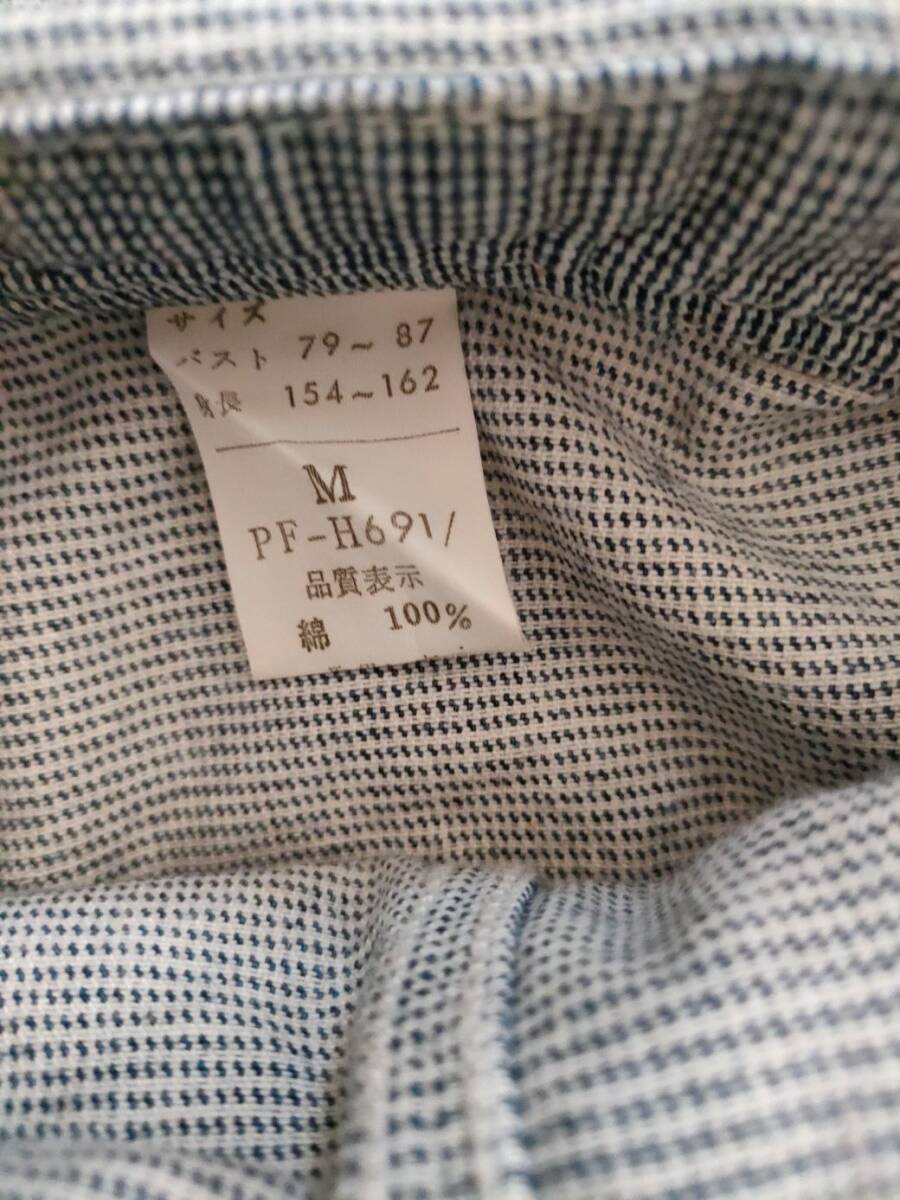 サイズ
バスト 79~87
身長 154~162
M
PF-H691/
品質表示
綿 100%